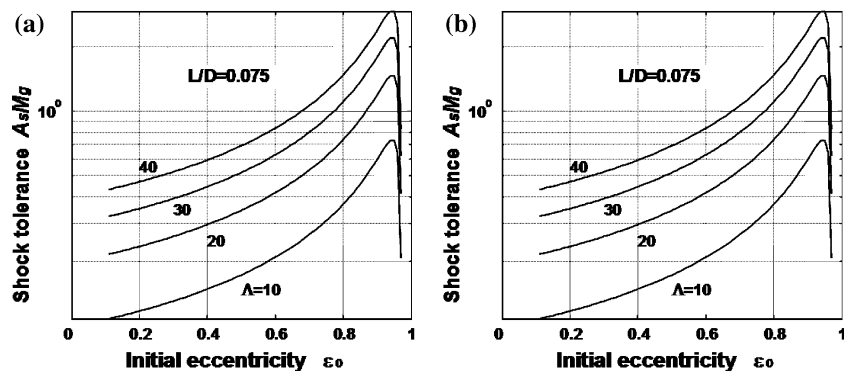 (a)
Shock tolerance AsMg
10⁰
L/D=0.075
40
30
20
Λ=10
0 0.2 0.4 0.6 0.8 1
Initial eccentricity ε₀
(b)
Shock tolerance AsMg
10⁰
L/D=0.075
40
30
20
Λ=10
0 0.2 0.4 0.6 0.8 1
Initial eccentricity ε₀